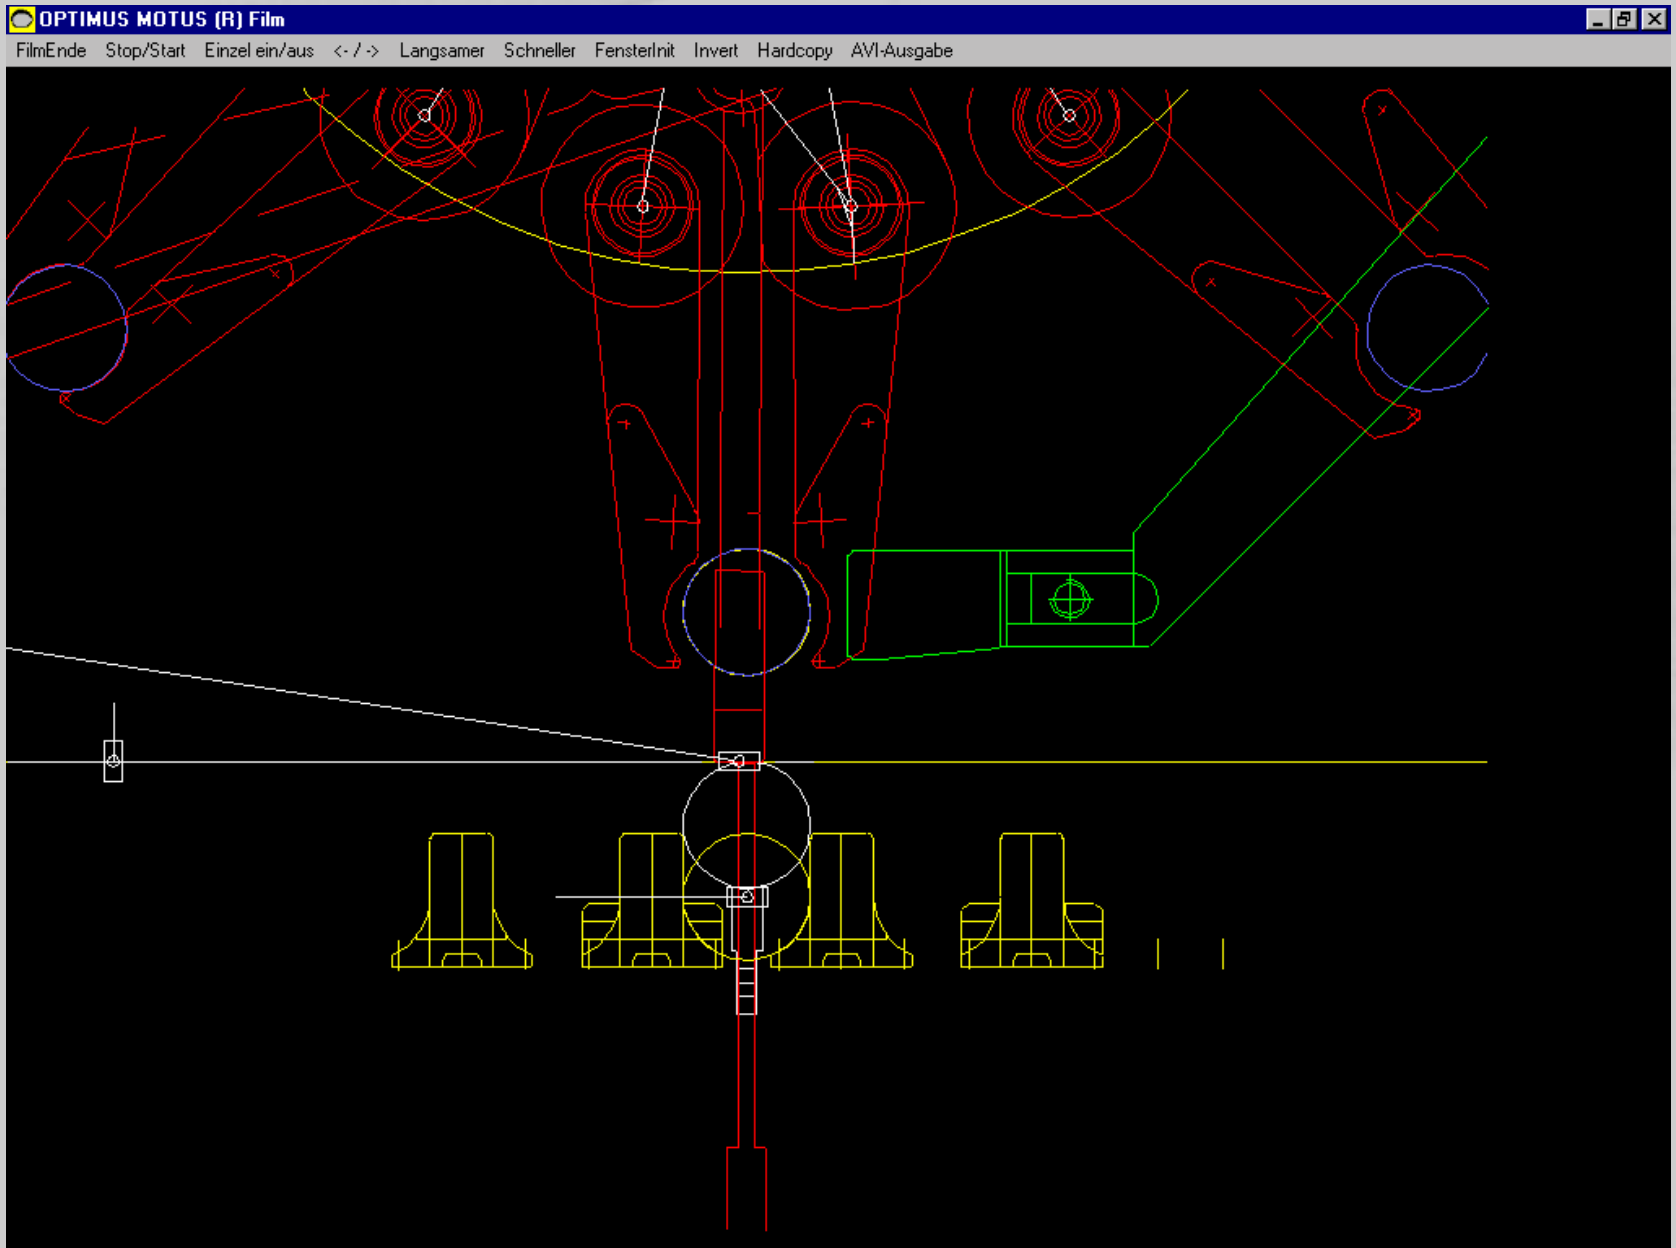 OPTIMUS MOTUS (R) Film
FilmEnde Stop/Start Einzel ein/aus <- / -> Langsamer Schneller FensterInit Invert Hardcopy AVI-Ausgabe